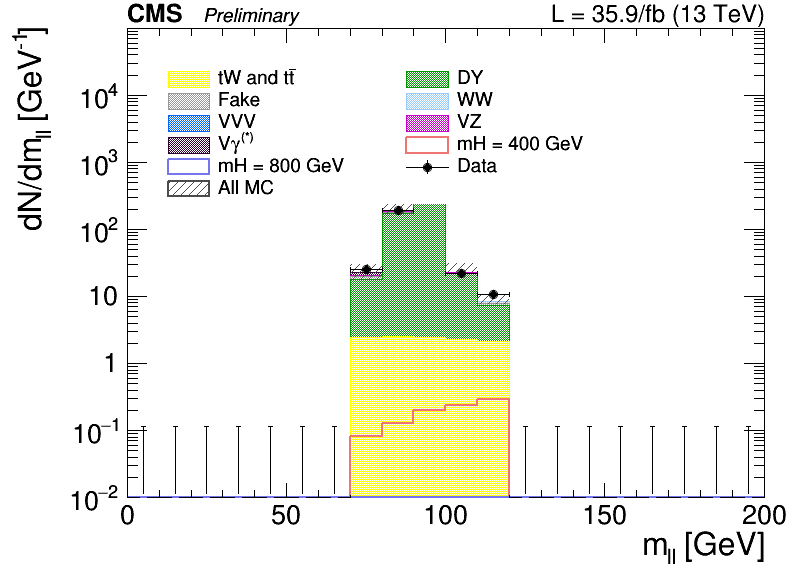 CMS Preliminary L = 35.9/fb (13 TeV)
dN/dm_ll [GeV⁻¹]
tW and tt̄ DY
Fake WW
VVV VZ
Vγ⁽*⁾ mH = 400 GeV
mH = 800 GeV Data
All MC
10⁴
10³
10²
10
1
10⁻¹
10⁻²
0 50 100 150 200
m_ll [GeV]